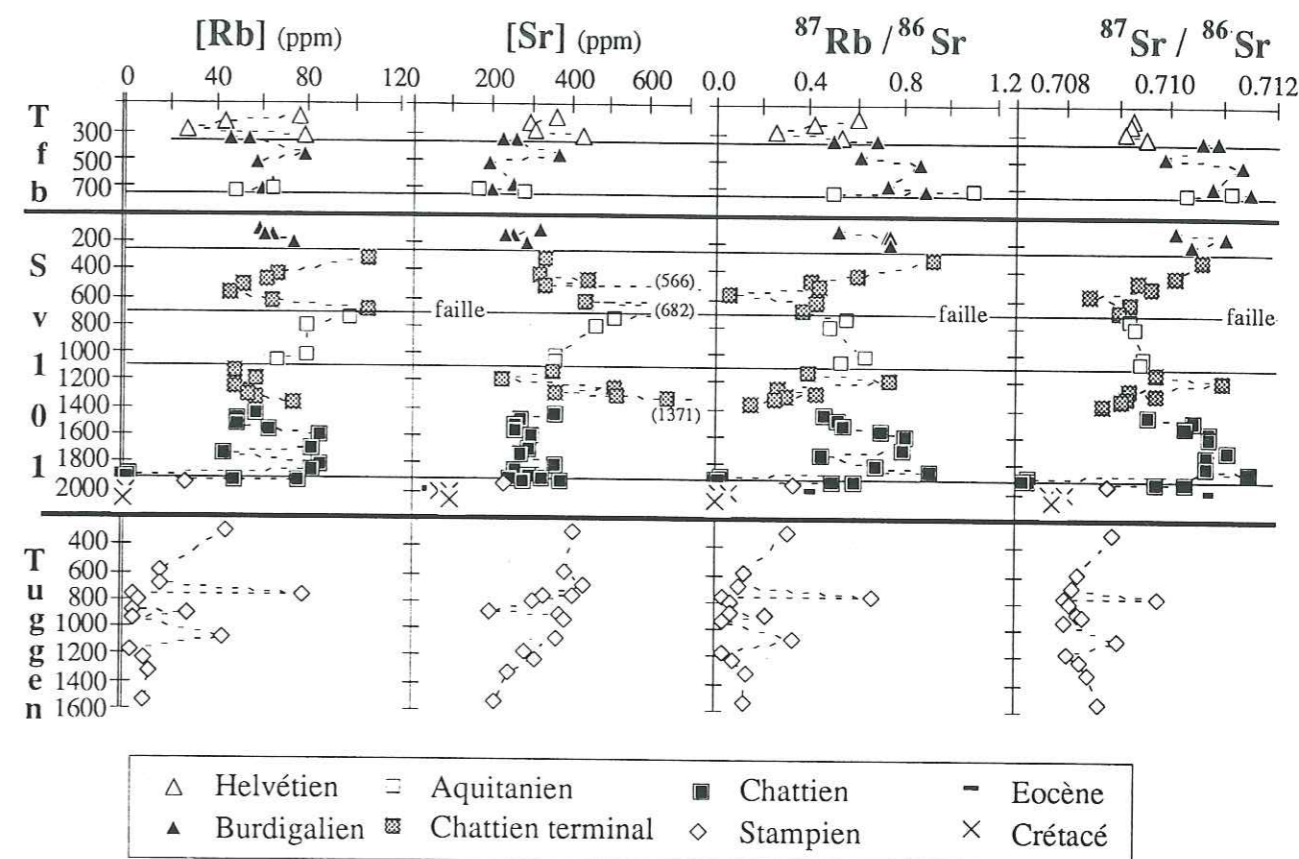 [Rb] (ppm) [Sr] (ppm) 87Rb / 86Sr 87Sr / 86Sr
0 40 80 120 200 400 600 0.0 0.4 0.8 1.2 0.708 0.710 0.712
T
f
b
300
500
700
S
v
1
0
1
200
400
600
800
1000
1200
1400
1600
1800
2000
faille (566)
(682)
(1371)
faille
faille
T
u
g
g
e
n
400
600
800
1000
1200
1400
1600
Helvétien Aquitanien Chattien Eocène
Burdigalien Chattien terminal Stampien Crétacé